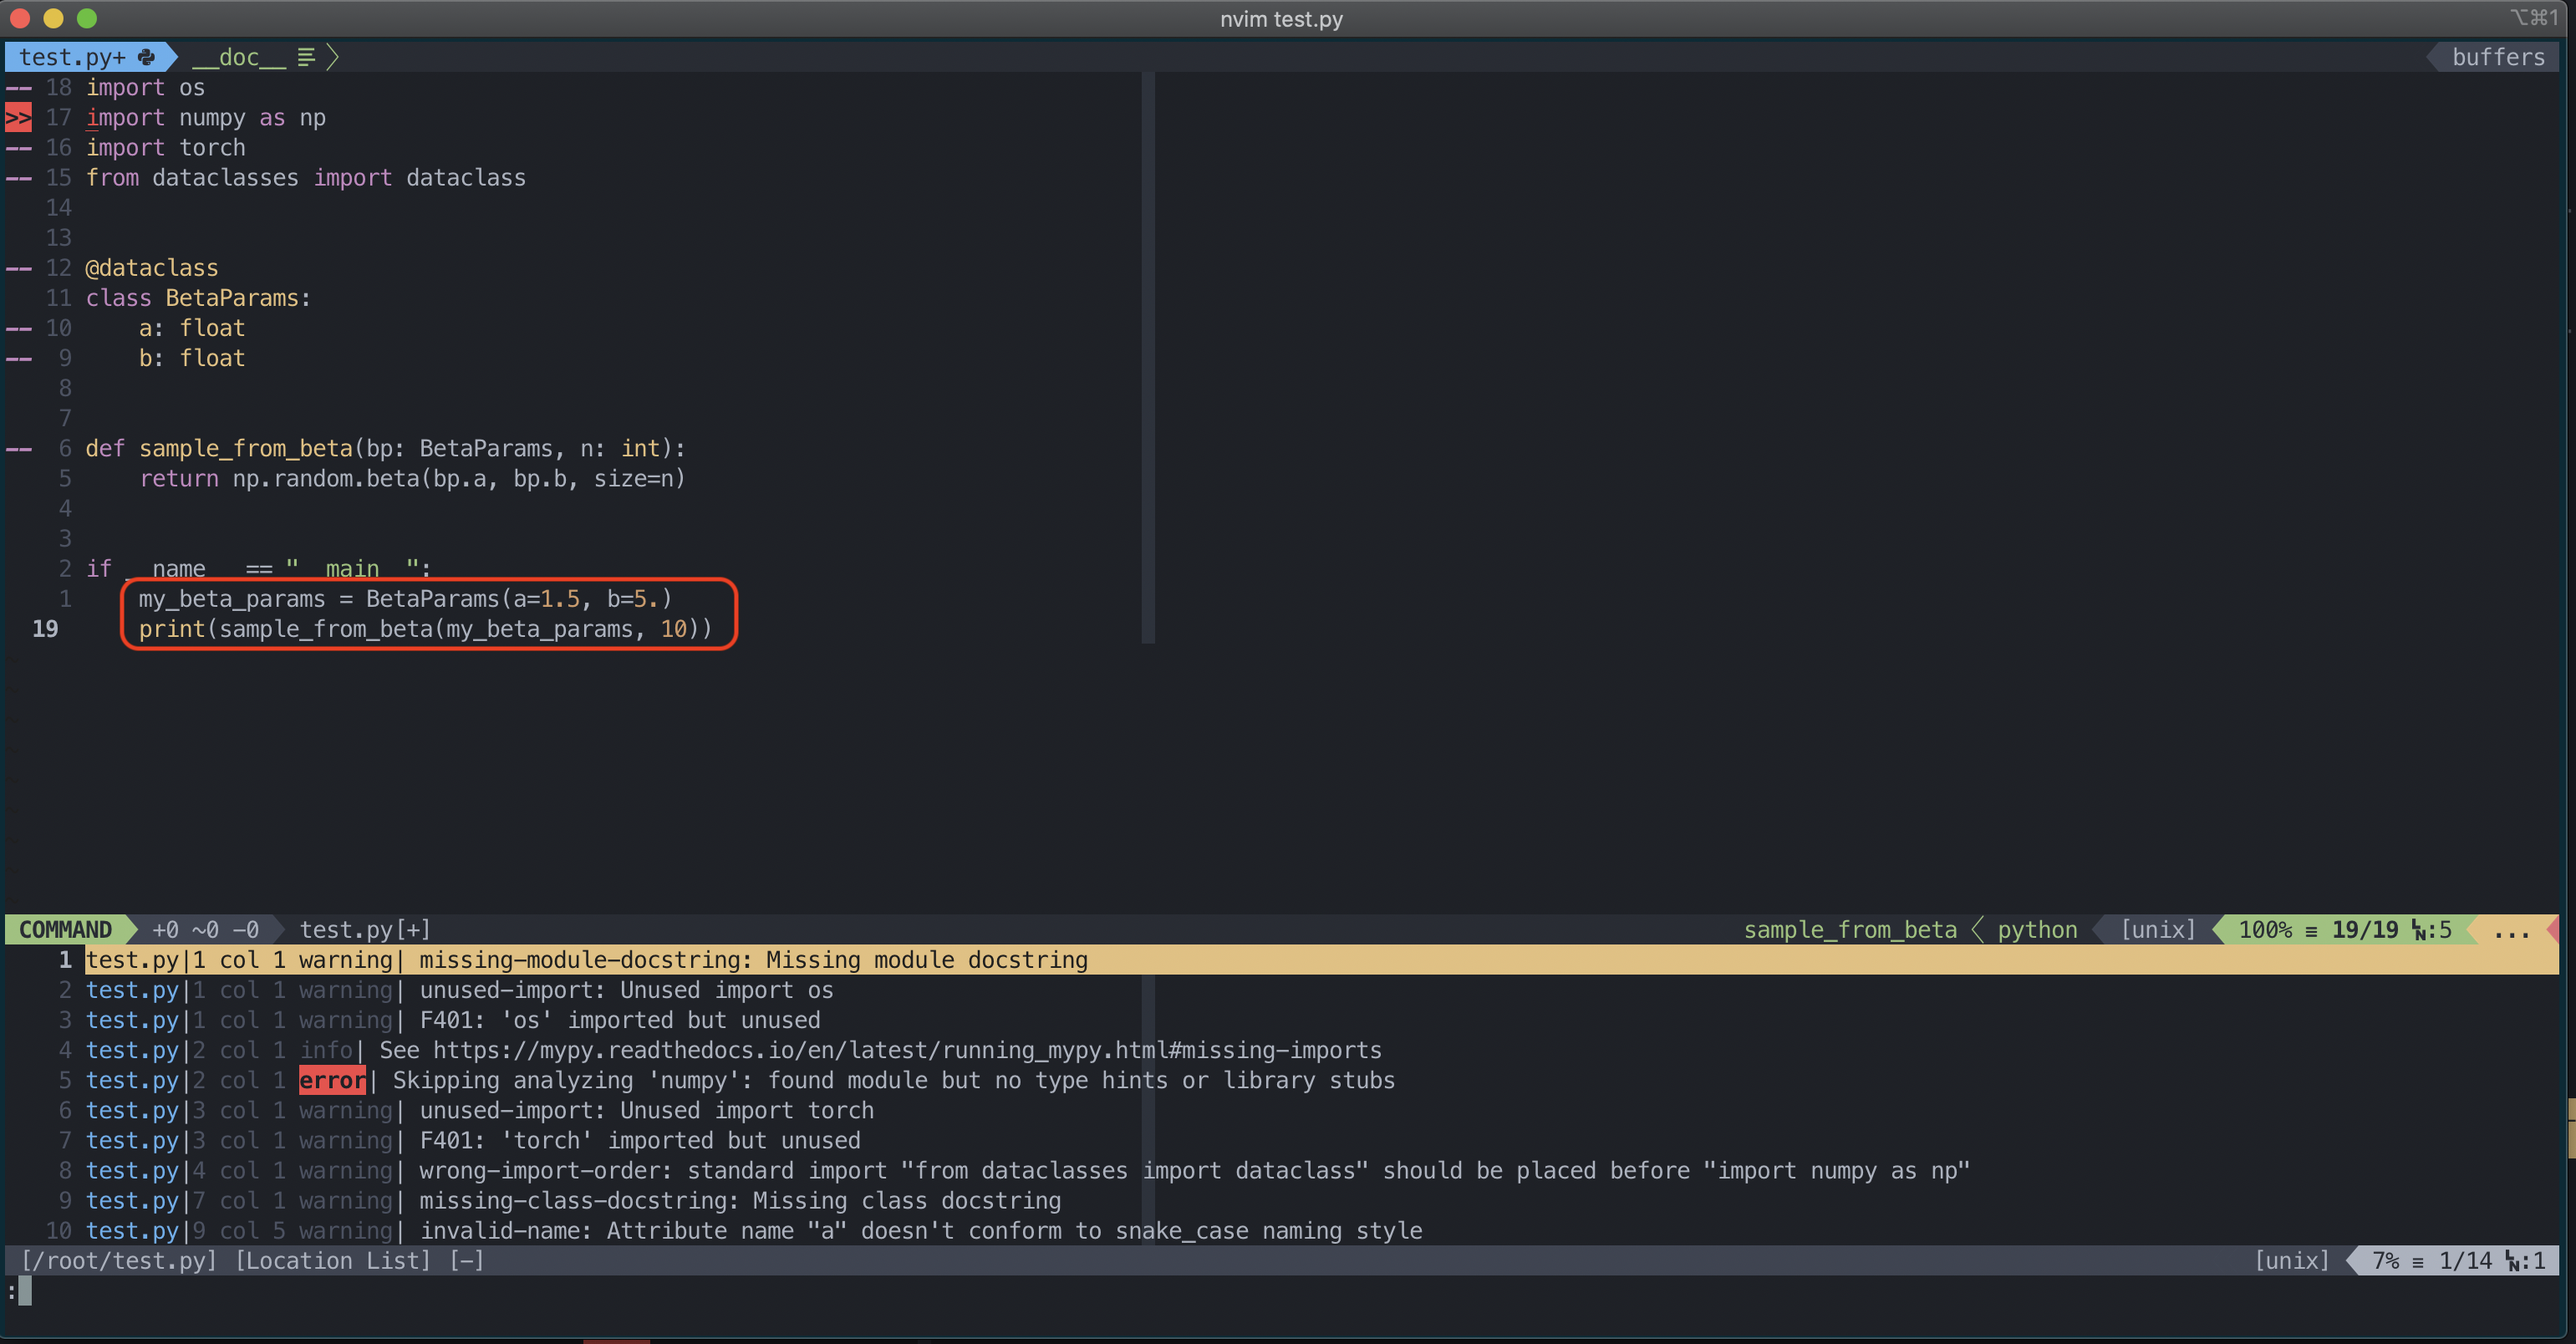 nvim test.py
⌥⌘1
test.py+ __doc__ buffers
-- 18 import os
>> 17 import numpy as np
-- 16 import torch
-- 15 from dataclasses import dataclass
14
13
-- 12 @dataclass
11 class BetaParams:
-- 10     a: float
-- 9     b: float
8
7
-- 6 def sample_from_beta(bp: BetaParams, n: int):
5     return np.random.beta(bp.a, bp.b, size=n)
4
3
2 if __name__ == "__main__":
1     my_beta_params = BetaParams(a=1.5, b=5.)
19     print(sample_from_beta(my_beta_params, 10))
COMMAND +0 ~0 -0 test.py[+] sample_from_beta python [unix] 100% ≡ 19/19 ␤:5 ...
1 test.py|1 col 1 warning| missing-module-docstring: Missing module docstring
2 test.py|1 col 1 warning| unused-import: Unused import os
3 test.py|1 col 1 warning| F401: 'os' imported but unused
4 test.py|2 col 1 info| See https://mypy.readthedocs.io/en/latest/running_mypy.html#missing-imports
5 test.py|2 col 1 error| Skipping analyzing 'numpy': found module but no type hints or library stubs
6 test.py|3 col 1 warning| unused-import: Unused import torch
7 test.py|3 col 1 warning| F401: 'torch' imported but unused
8 test.py|4 col 1 warning| wrong-import-order: standard import "from dataclasses import dataclass" should be placed before "import numpy as np"
9 test.py|7 col 1 warning| missing-class-docstring: Missing class docstring
10 test.py|9 col 5 warning| invalid-name: Attribute name "a" doesn't conform to snake_case naming style
[/root/test.py] [Location List] [-] [unix] 7% ≡ 1/14 ␤:1
: